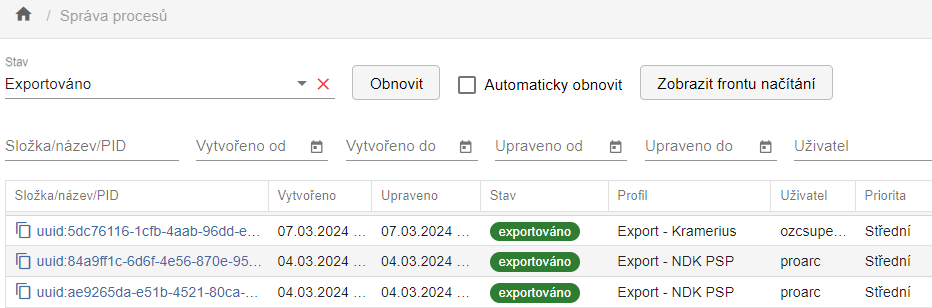 / Správa procesů
Stav
Exportováno Obnovit Automaticky obnovit Zobrazit frontu načítání
Složka/název/PID Vytvořeno od Vytvořeno do Upraveno od Upraveno do Uživatel
Složka/název/PID Vytvořeno Upraveno Stav Profil Uživatel Priorita
uuid:5dc76116-1cfb-4aab-96dd-e... 07.03.2024 ... 07.03.2024 ... exportováno Export - Kramerius ozcsupe... Střední
uuid:84a9ff1c-6d6f-4e56-870e-95... 04.03.2024 ... 04.03.2024 ... exportováno Export - NDK PSP proarc Střední
uuid:ae9265da-e51b-4521-80ca-... 04.03.2024 ... 04.03.2024 ... exportováno Export - NDK PSP proarc Střední